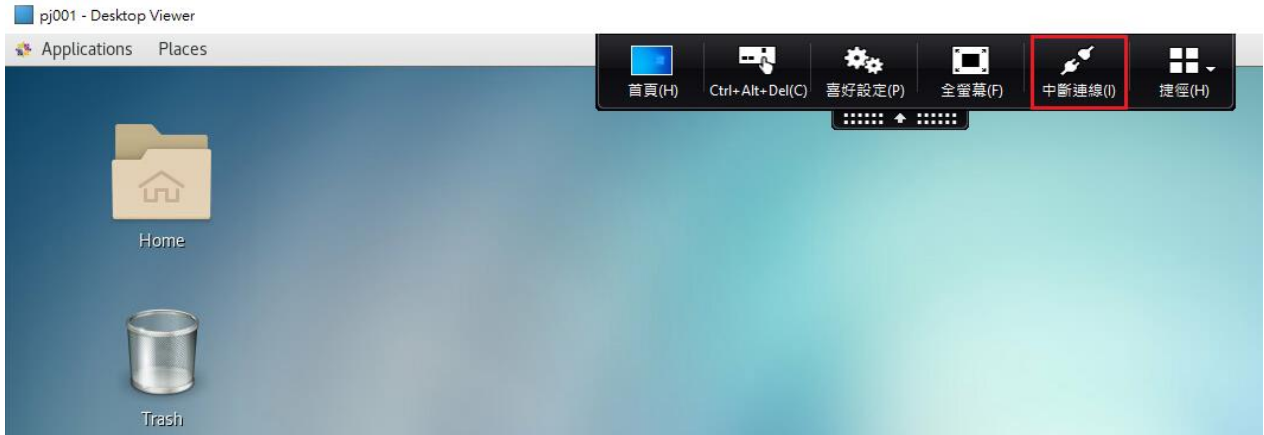 pj001 - Desktop Viewer
Applications Places
首頁(H) Ctrl+Alt+Del(C) 喜好設定(P) 全螢幕(F) 中斷連線(I) 捷徑(H)
Home
Trash